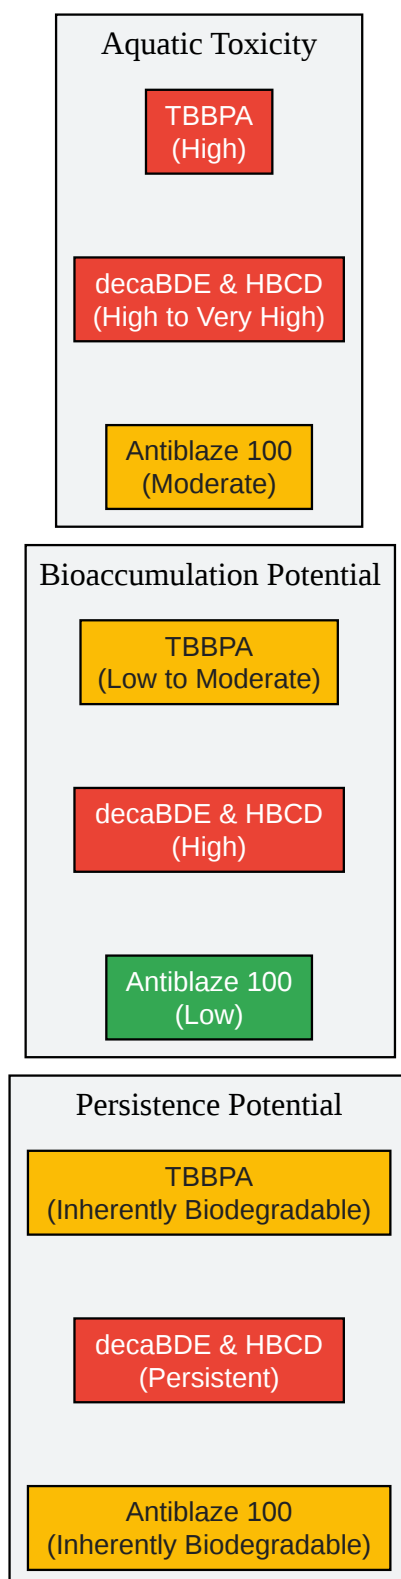 Aquatic Toxicity
TBBPA
(High)
decaBDE & HBCD
(High to Very High)
Antiblaze 100
(Moderate)
Bioaccumulation Potential
TBBPA
(Low to Moderate)
decaBDE & HBCD
(High)
Antiblaze 100
(Low)
Persistence Potential
TBBPA
(Inherently Biodegradable)
decaBDE & HBCD
(Persistent)
Antiblaze 100
(Inherently Biodegradable)